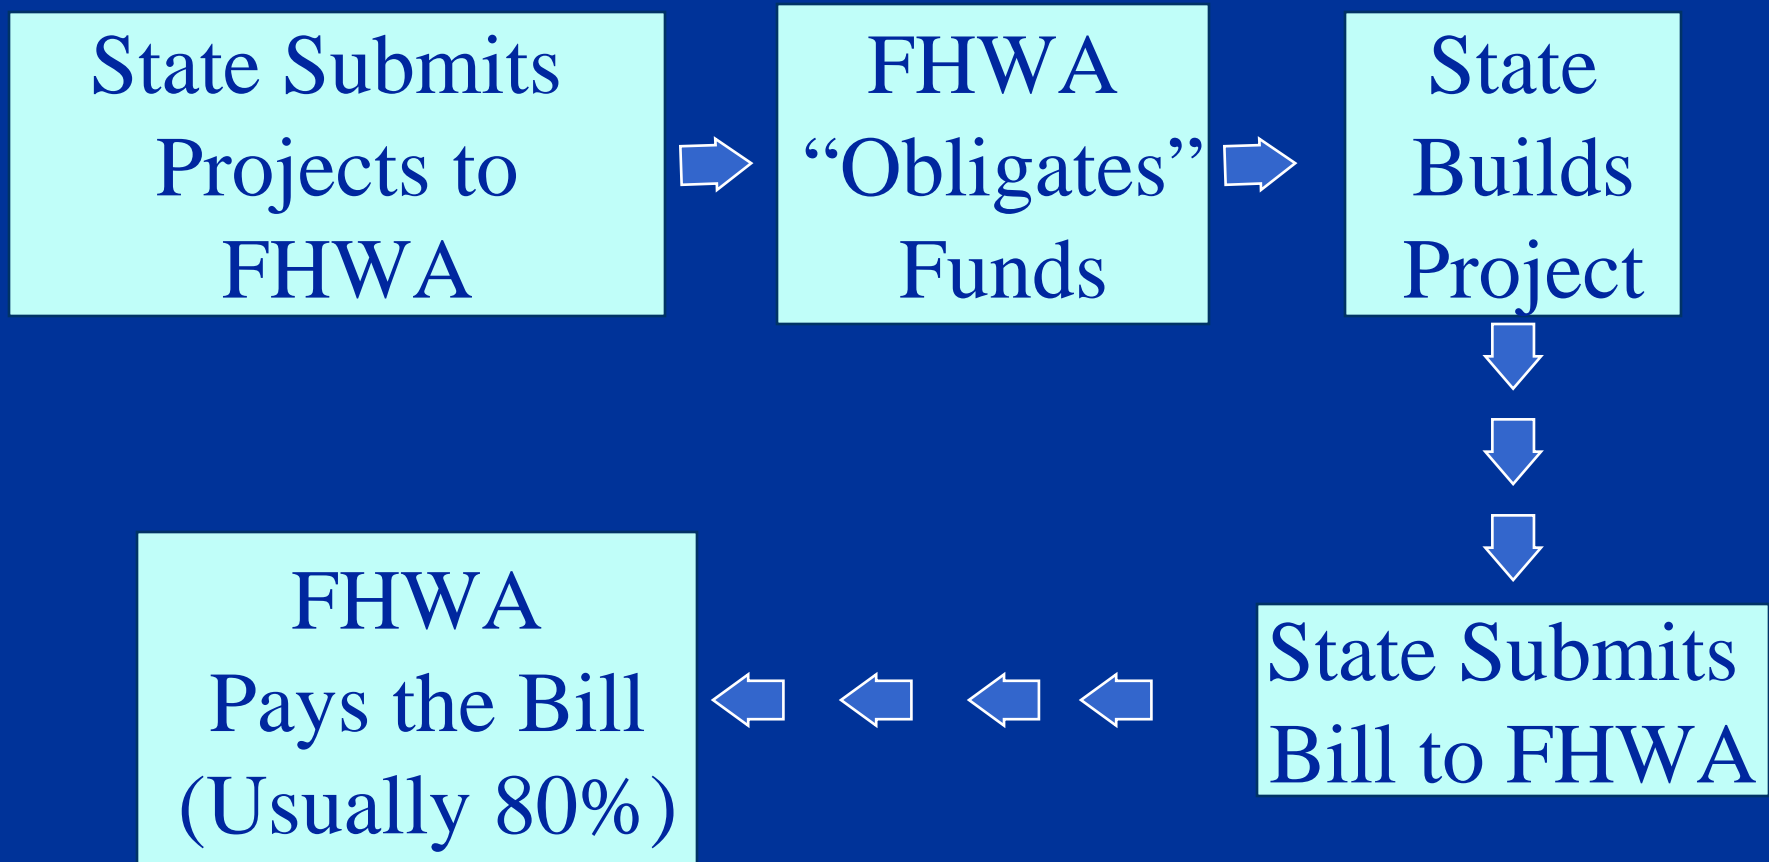 State Submits
Projects to
FHWA
FHWA
“Obligates”
Funds
State
Builds
Project
State Submits
Bill to FHWA
FHWA
Pays the Bill
(Usually 80%)